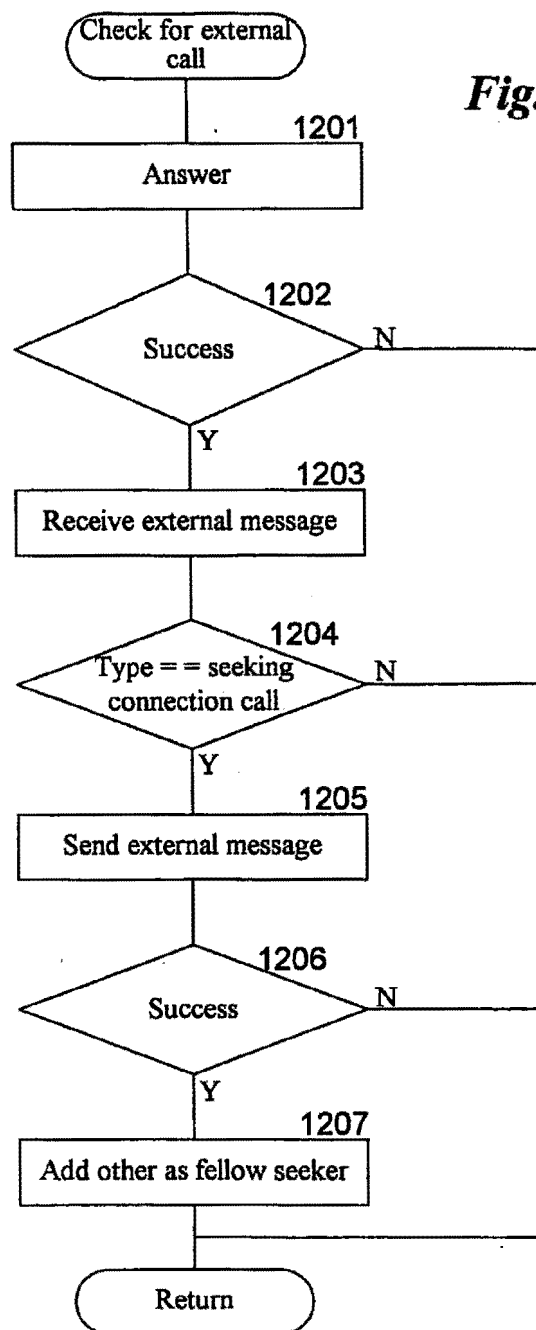 Check for external
call
Fig.
1201
Answer
1202
Success
N
Y
1203
Receive external message
1204
Type == seeking
connection call
N
Y
1205
Send external message
1206
Success
N
Y
1207
Add other as fellow seeker
Return